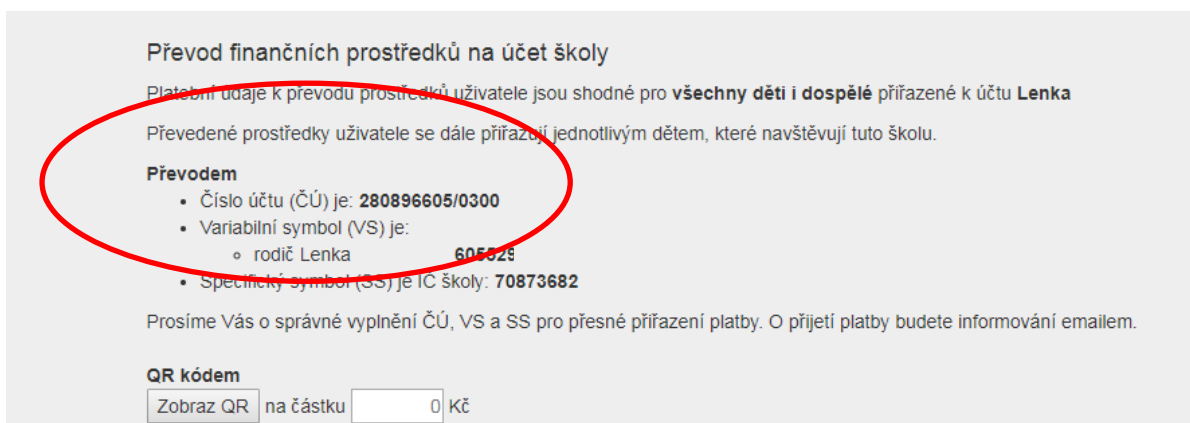 Převod finančních prostředků na účet školy
Platební údaje k převodu prostředků uživatele jsou shodné pro všechny děti i dospělé přiřazené k účtu Lenka
Převedené prostředky uživatele se dále přiřazují jednotlivým dětem, které navštěvují tuto školu.
Převodem
• Číslo účtu (ČÚ) je: 280896605/0300
• Variabilní symbol (VS) je:
◦ rodič Lenka 605529
• Specifický symbol (SS) je IČ školy: 70873682
Prosíme Vás o správné vyplnění ČÚ, VS a SS pro přesné přiřazení platby. O přijetí platby budete informování emailem.
QR kódem
Zobraz QR na částku 0 Kč